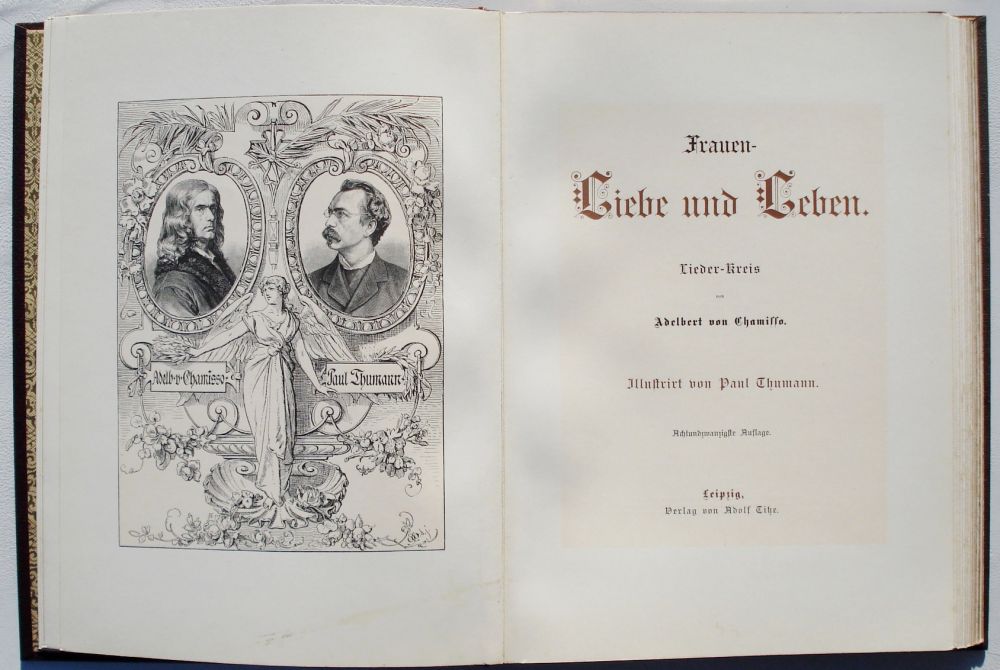 Adelb. v. Chamisso
Paul Thumann
Frauen-
Liebe und Leben.
Lieder-Kreis
von
Adelbert von Chamisso.
Illustrirt von Paul Thumann.
Achtundzwanzigste Auflage.
Leipzig,
Verlag von Adolf Titze.